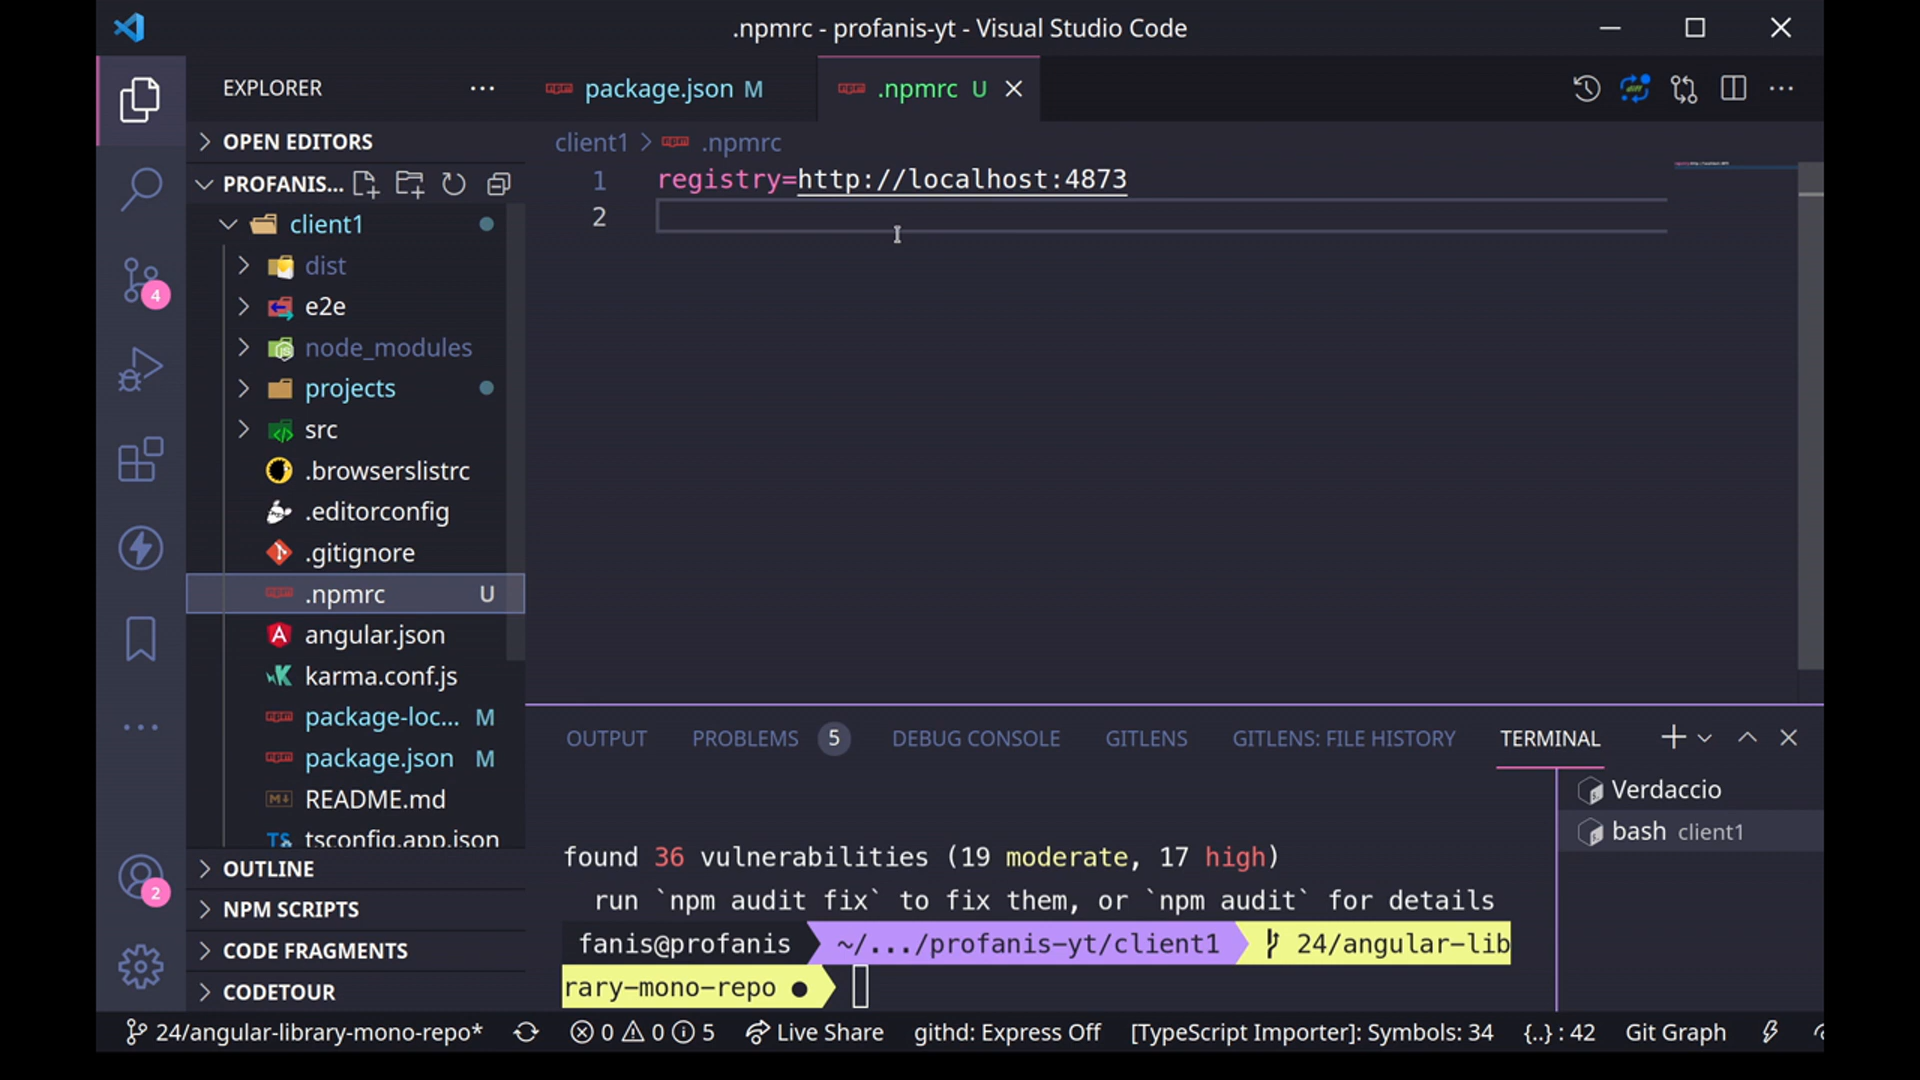 .npmrc - profanis-yt - Visual Studio Code
EXPLORER
package.json M
.npmrc U
OPEN EDITORS
client1 > .npmrc
PROFANIS...
1 registry=http://localhost:4873
2
client1
dist
e2e
node_modules
projects
src
.browserslistrc
.editorconfig
.gitignore
.npmrc U
angular.json
karma.conf.js
package-loc... M
package.json M
README.md
tsconfig.app.json
OUTLINE
NPM SCRIPTS
CODE FRAGMENTS
CODETOUR
4
2
OUTPUT PROBLEMS 5 DEBUG CONSOLE GITLENS GITLENS: FILE HISTORY TERMINAL
Verdaccio
bash client1
found 36 vulnerabilities (19 moderate, 17 high)
run `npm audit fix` to fix them, or `npm audit` for details
fanis@profanis ~/.../profanis-yt/client1 24/angular-lib
rary-mono-repo ●
24/angular-library-mono-repo* 0 0 5 Live Share githd: Express Off [TypeScript Importer]: Symbols: 34 {..} : 42 Git Graph